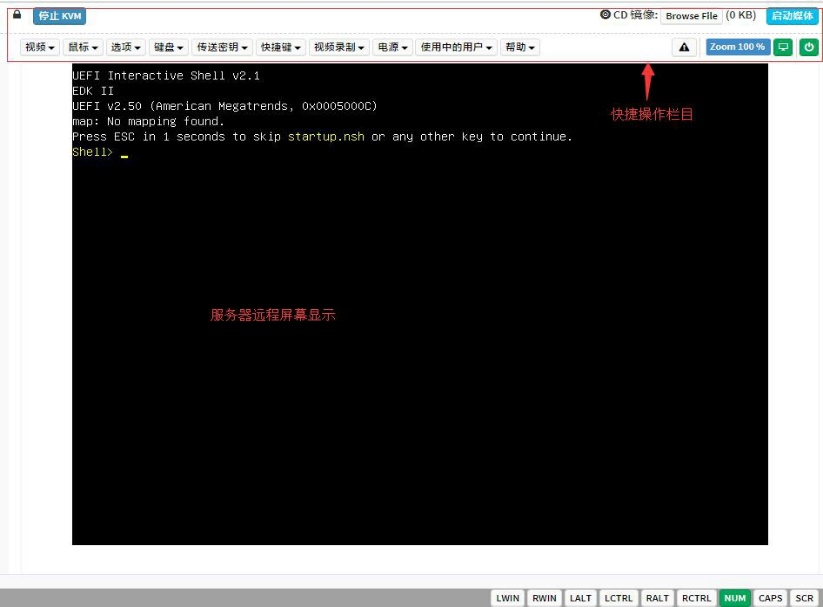 停止 KVM
CD 镜像: Browse File (0 KB) 启动媒体
视频 鼠标 选项 键盘 传送密钥 快捷键 视频录制 电源 使用中的用户 帮助 Zoom 100 %
快捷操作栏目
UEFI Interactive Shell v2.1
EDK II
UEFI v2.50 (American Megatrends, 0x0005000C)
map: No mapping found.
Press ESC in 1 seconds to skip startup.nsh or any other key to continue.
Shell> _
服务器远程屏幕显示
LWIN RWIN LALT LCTRL RALT RCTRL NUM CAPS SCR